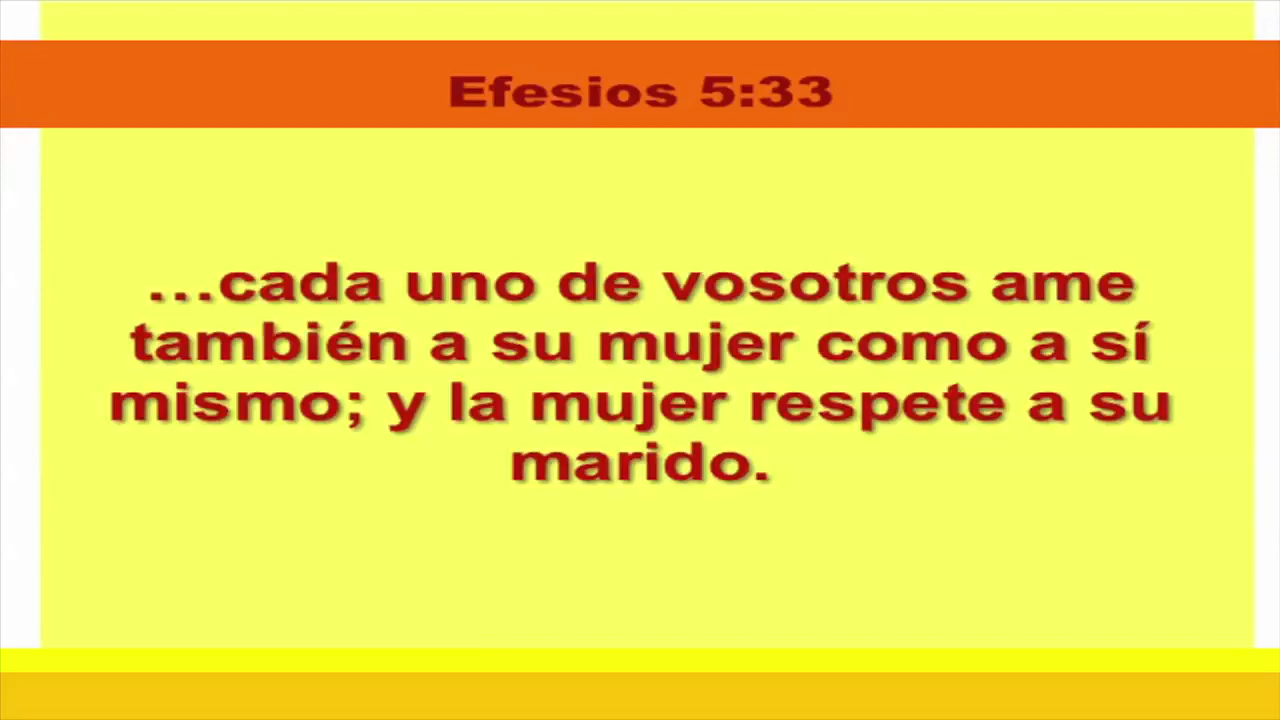 Efesios 5:33
...cada uno de vosotros ame
también a su mujer como a sí
mismo; y la mujer respete a su
marido.